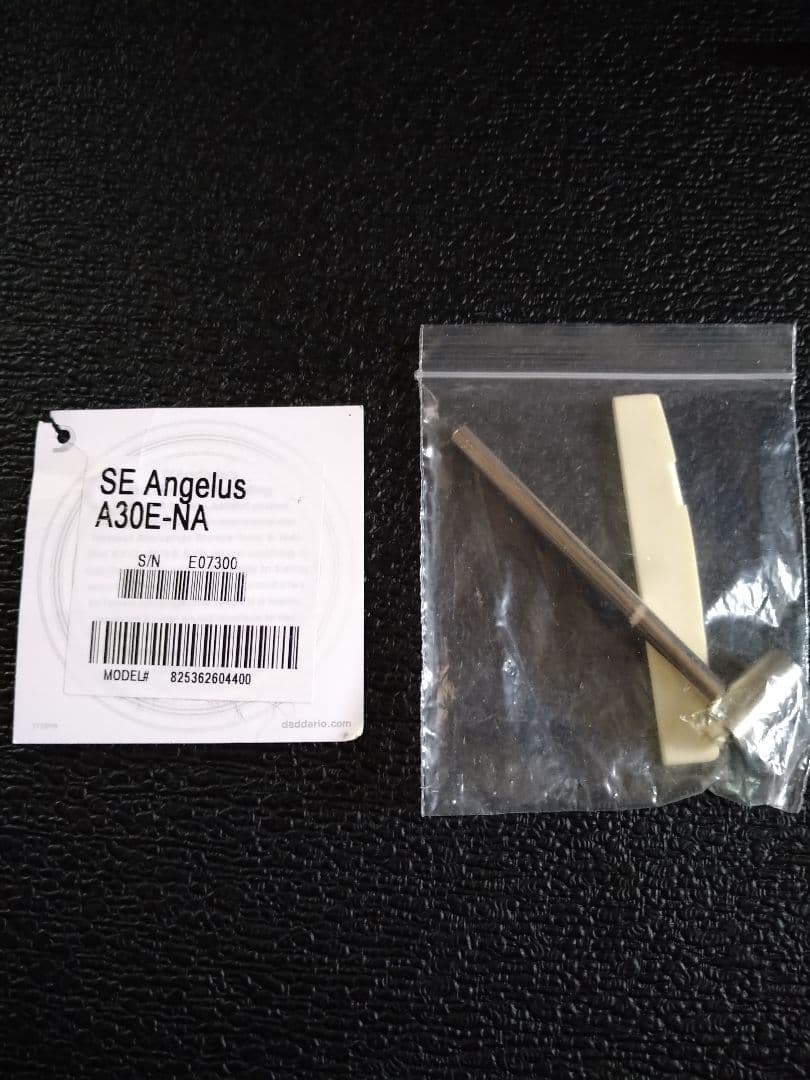 SE Angelus
A30E-NA
S/N E07300
MODEL# 825362604400
daddario.com